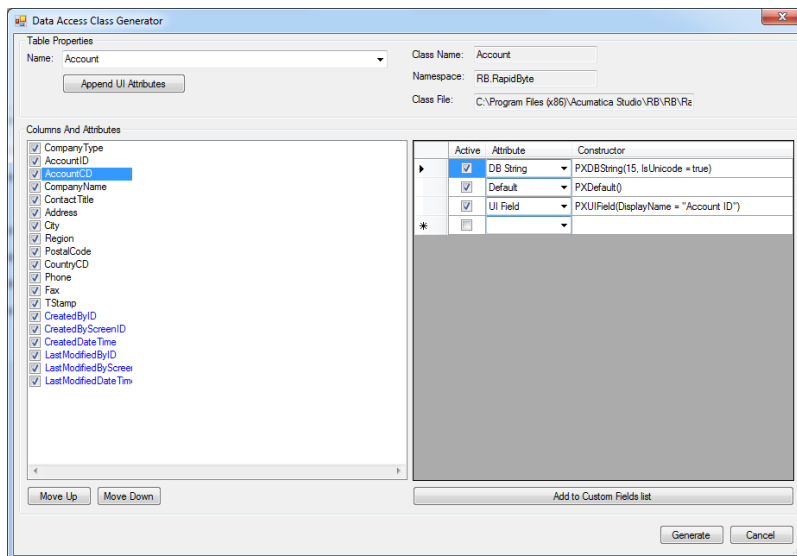 Data Access Class Generator
Table Properties
Name: Account
Append UI Attributes
Class Name: Account
Namespace: RB.RapidByte
Class File: C:\Program Files (x86)\Acumatica Studio\RB\RB\Ra
Columns And Attributes
CompanyType
AccountID
AccountCD
CompanyName
ContactTitle
Address
City
Region
PostalCode
CountryCD
Phone
Fax
TStamp
CreatedByID
CreatedByScreenID
CreatedDateTime
LastModifiedByID
LastModifiedByScreen
LastModifiedDateTim
Active Attribute Constructor
DB String PXDBString(15, IsUnicode = true)
Default PXDefault()
UI Field PXUIField(DisplayName = "Account ID")
Move Up Move Down
Add to Custom Fields list
Generate Cancel